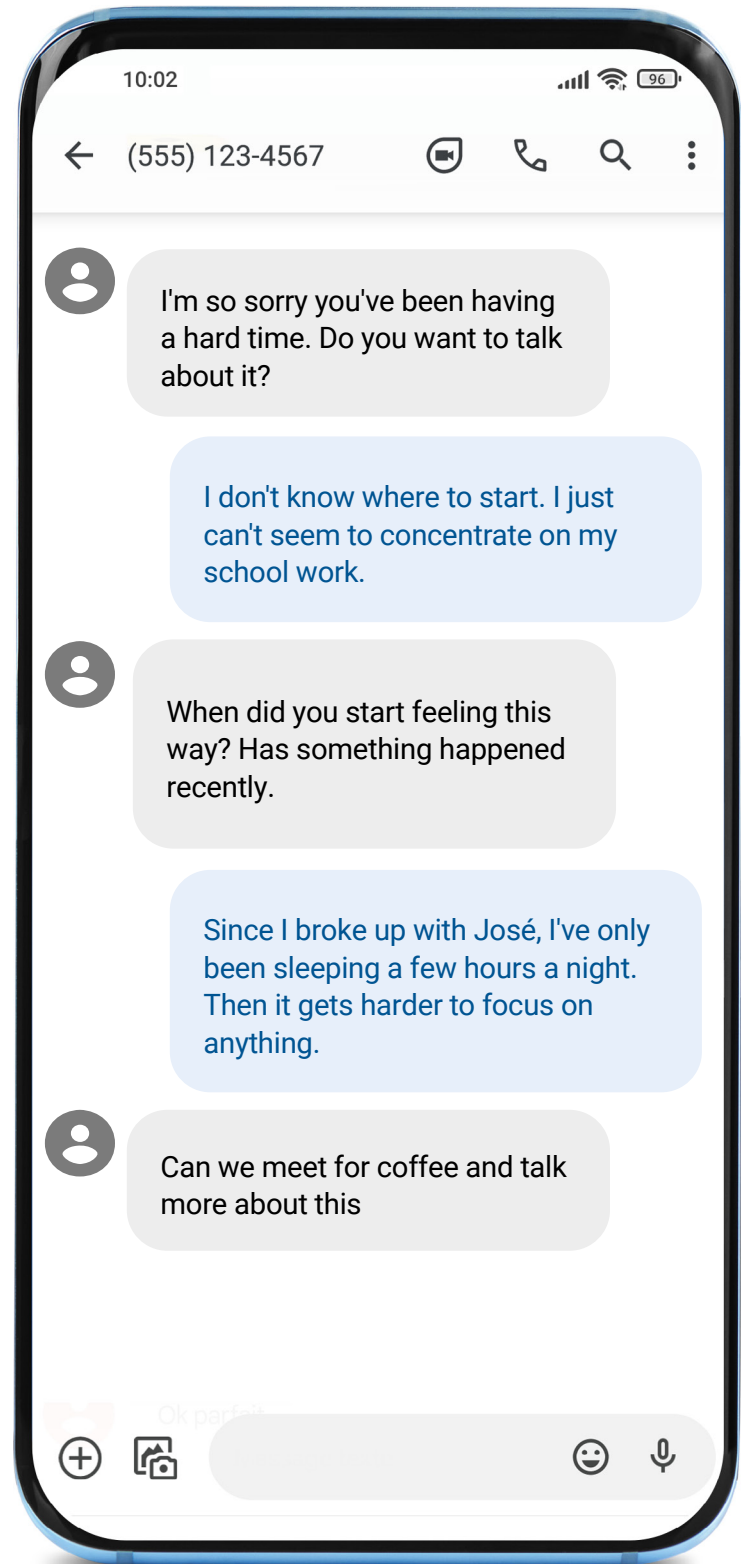 10:02
96
(555) 123-4567
I'm so sorry you've been having
a hard time. Do you want to talk
about it?
I don't know where to start. I just
can't seem to concentrate on my
school work.
When did you start feeling this
way? Has something happened
recently.
Since I broke up with José, I've only
been sleeping a few hours a night.
Then it gets harder to focus on
anything.
Can we meet for coffee and talk
more about this
Ok parfait